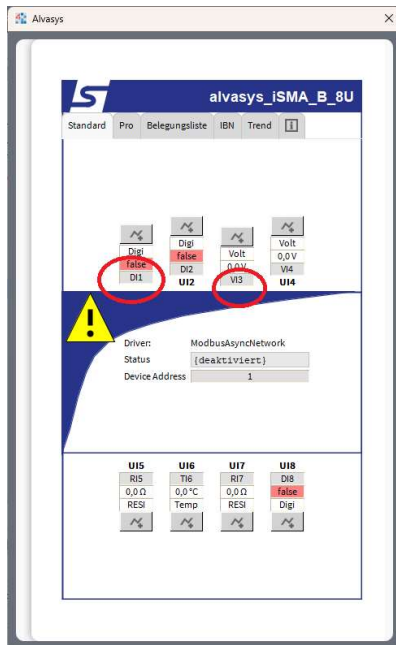 Alvasys
alvasys_iSMA_B_8U
Standard Pro Belegungsliste IBN Trend i
Digi Digi Volt Volt
false false 0,0V 0,0V
DI1 DI2 VI3 VI4
UI2 UI4
Driver: ModbusAsyncNetwork
Status {deaktiviert}
Device Address 1
UI5 UI6 UI7 UI8
RI5 TI6 RI7 DI8
0,0 Ω 0,0 °C 0,0 Ω false
RESI Temp RESI Digi